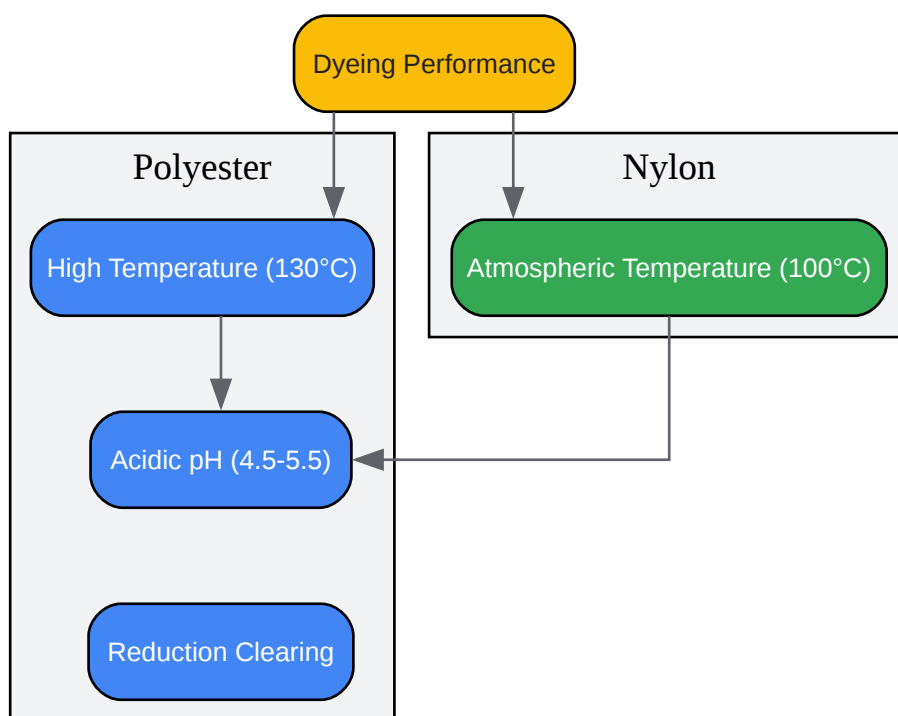 Dyeing Performance
Polyester
Nylon
High Temperature (130°C)
Atmospheric Temperature (100°C)
Acidic pH (4.5-5.5)
Reduction Clearing